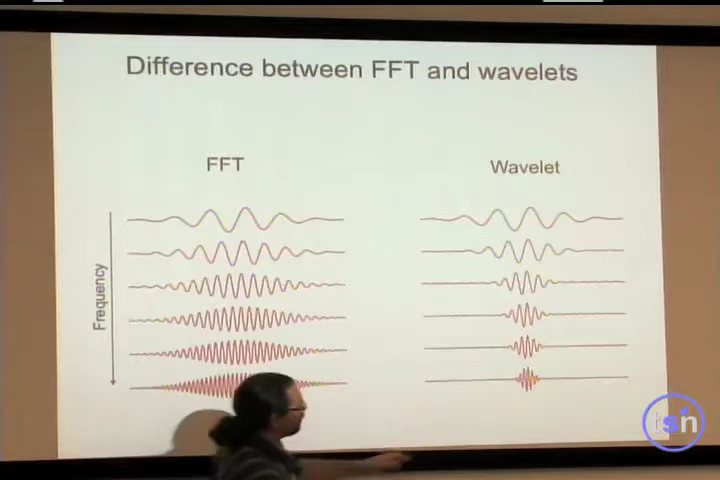 Difference between FFT and wavelets
FFT
Wavelet
Frequency
isn